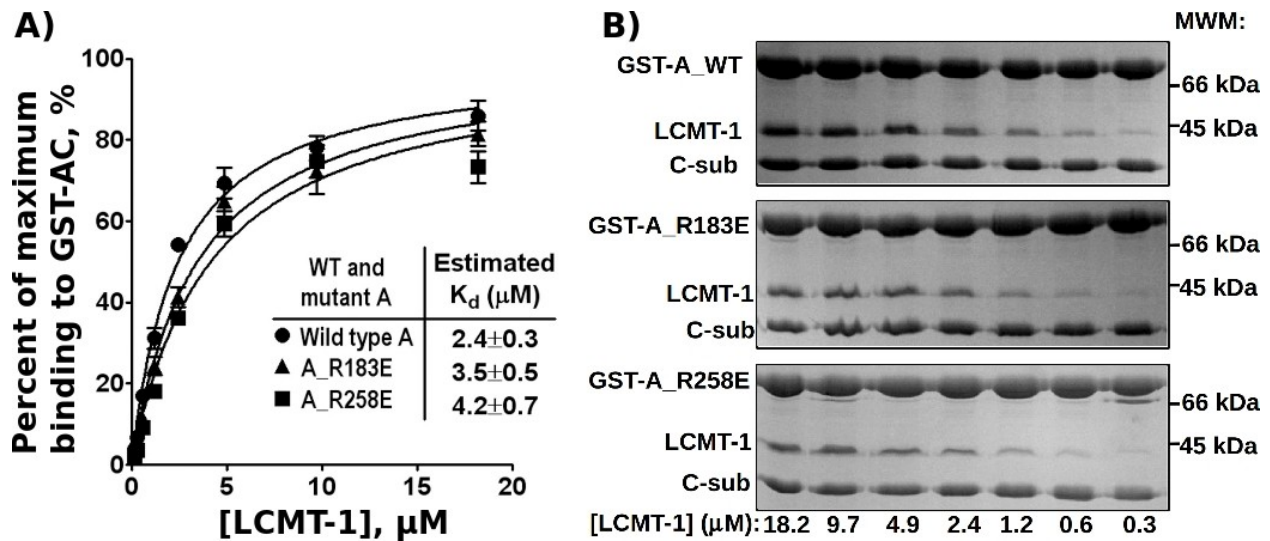 A)
Percent of maximum
binding to GST-AC, %
100
80
60
40
20
0
0 5 10 15 20
[LCMT-1], μM
WT and mutant A
Estimated Kd (μM)
Wild type A 2.4±0.3
A_R183E 3.5±0.5
A_R258E 4.2±0.7
B)
MWM:
GST-A_WT
66 kDa
LCMT-1
45 kDa
C-sub
GST-A_R183E
66 kDa
LCMT-1
45 kDa
C-sub
GST-A_R258E
66 kDa
LCMT-1
45 kDa
C-sub
[LCMT-1] (μM): 18.2 9.7 4.9 2.4 1.2 0.6 0.3